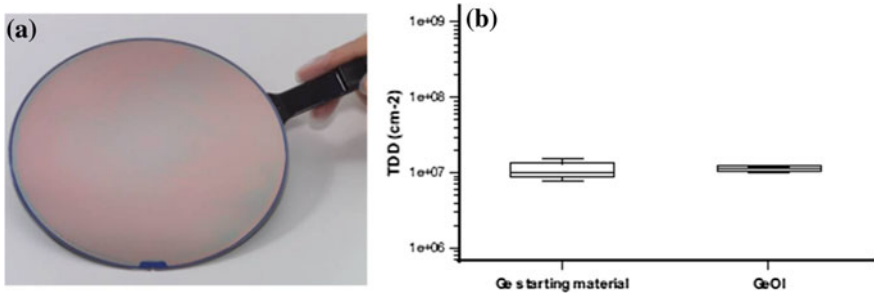 (a)
(b)
TDD (cm-2)
1e+09
1e+08
1e+07
1e+06
Ge starting material
GeOI